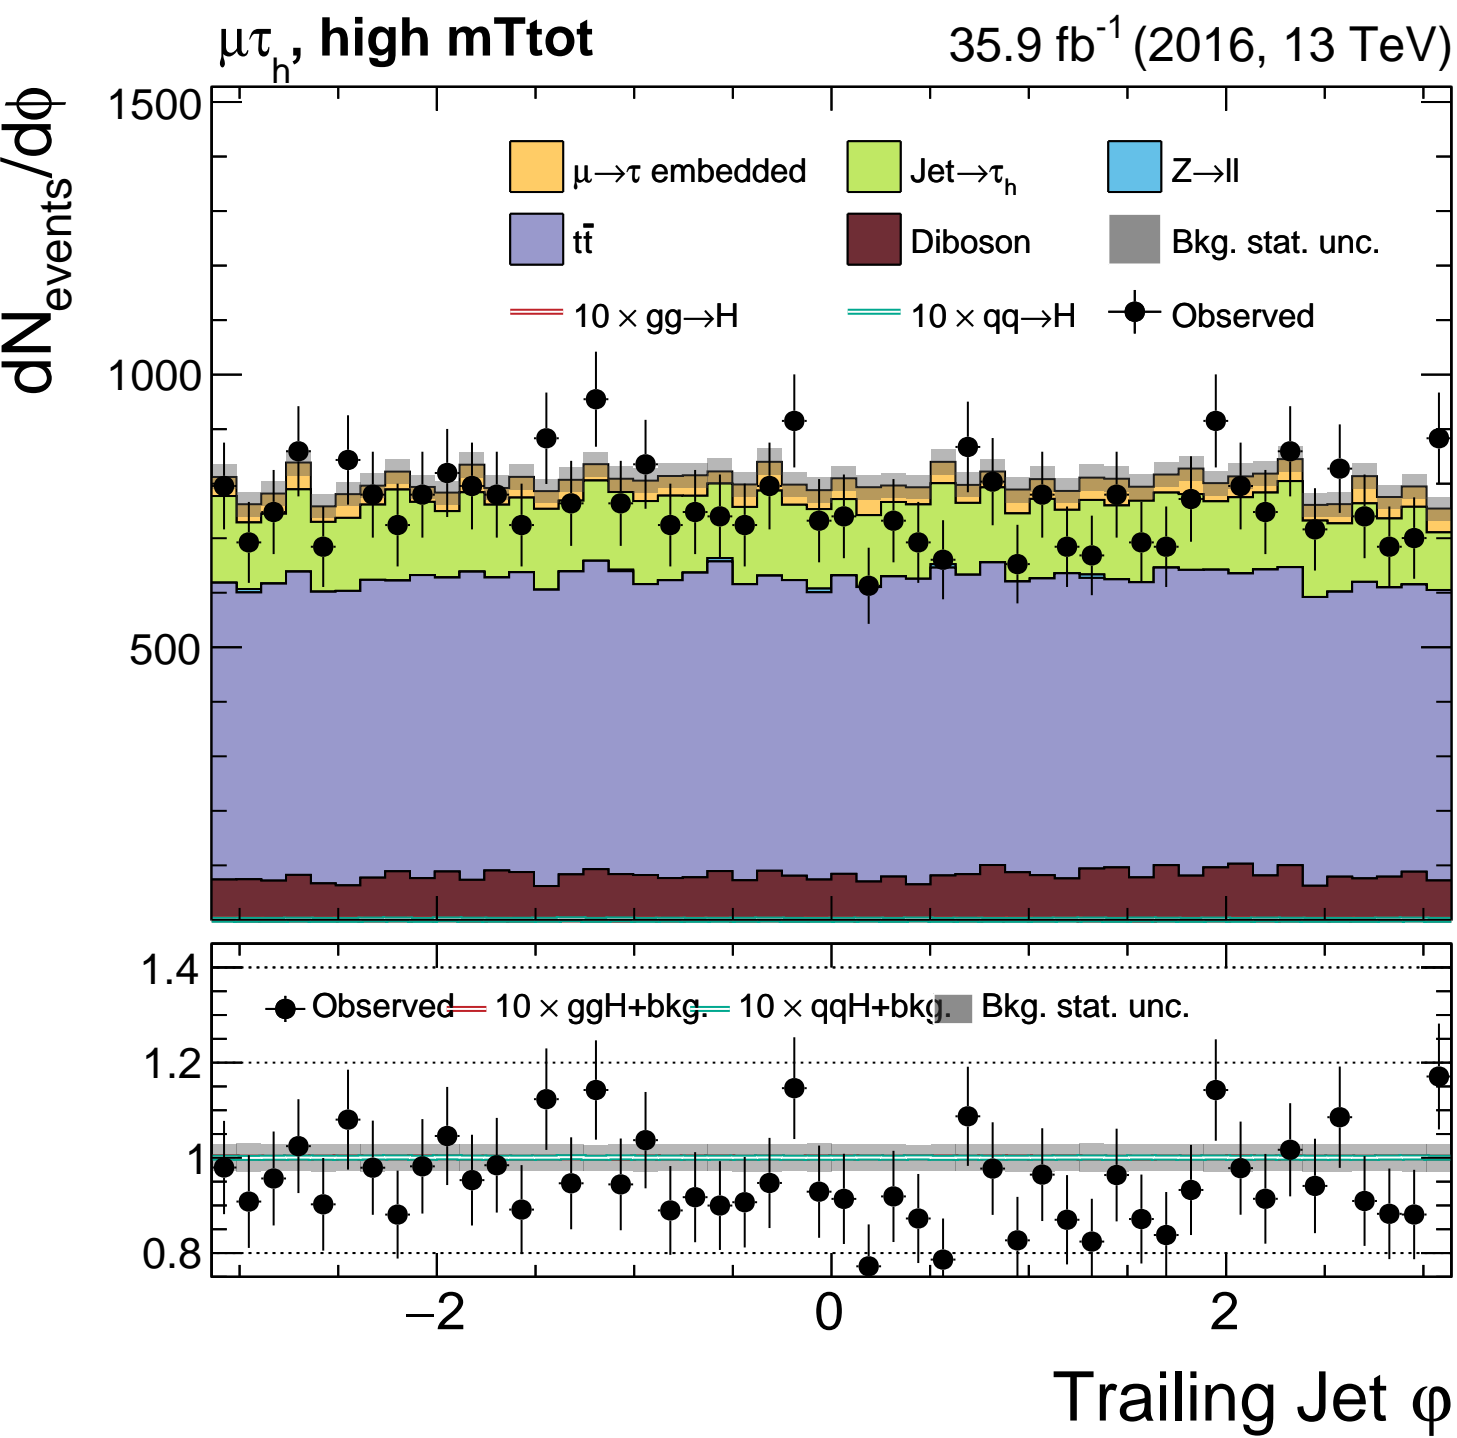 μτh, high mTtot 35.9 fb-1 (2016, 13 TeV)
dNevents/dϕ
1500
μ→τ embedded Jet→τh Z→ll
tt̄ Diboson Bkg. stat. unc.
10 × gg→H 10 × qq→H Observed
1000
500
1.4
Observed 10 × ggH+bkg. 10 × qqH+bkg. Bkg. stat. unc.
1.2
1
0.8
−2 0 2
Trailing Jet φ